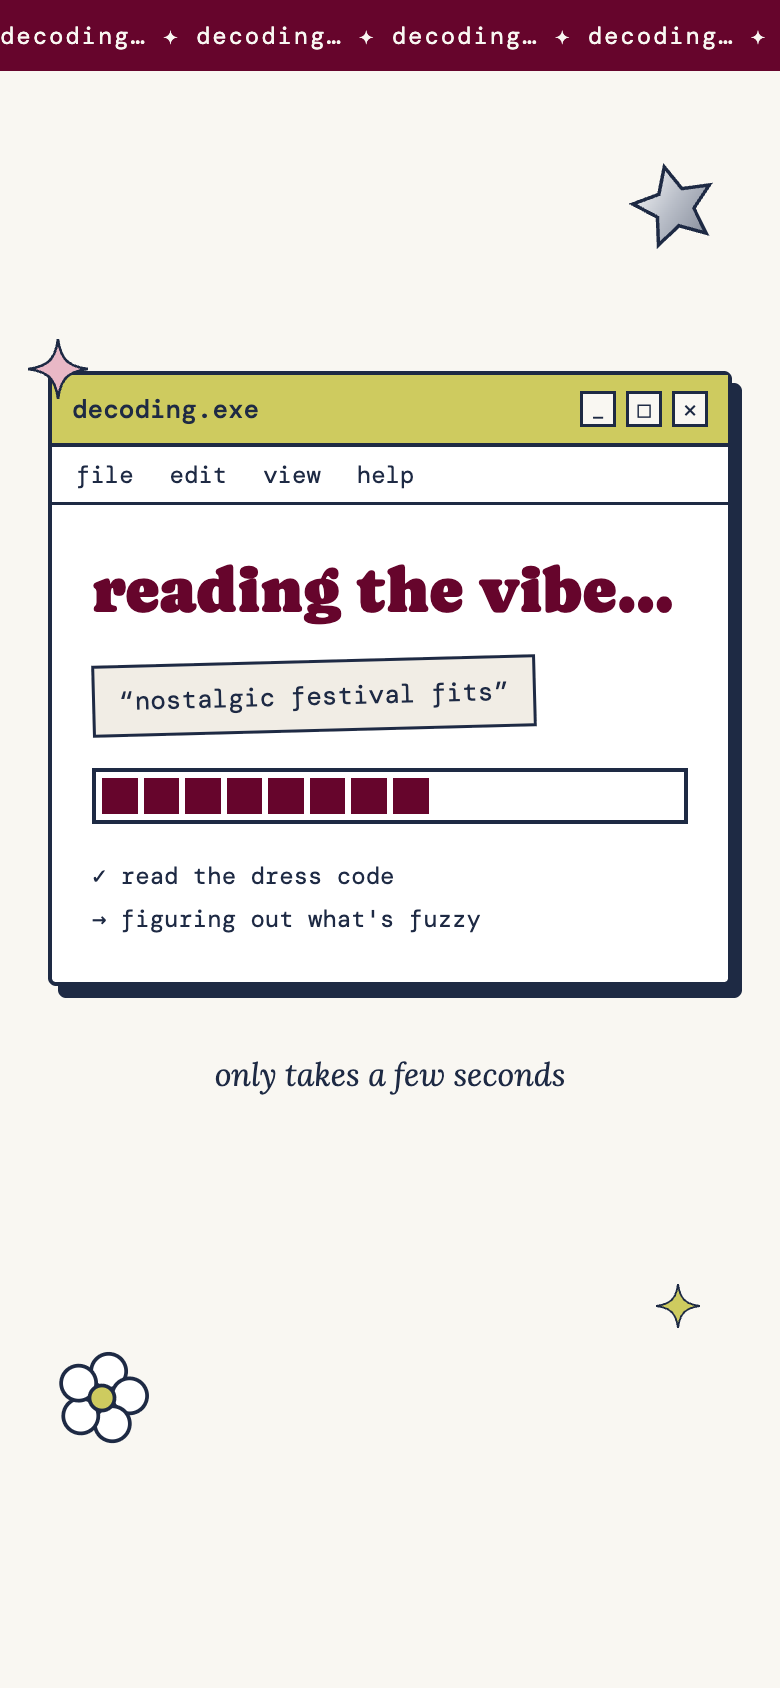 decoding… ✦ decoding… ✦ decoding… ✦ decoding… ✦
decoding.exe
file edit view help
reading the vibe...
“nostalgic festival fits”
✓ read the dress code
→ figuring out what's fuzzy
only takes a few seconds